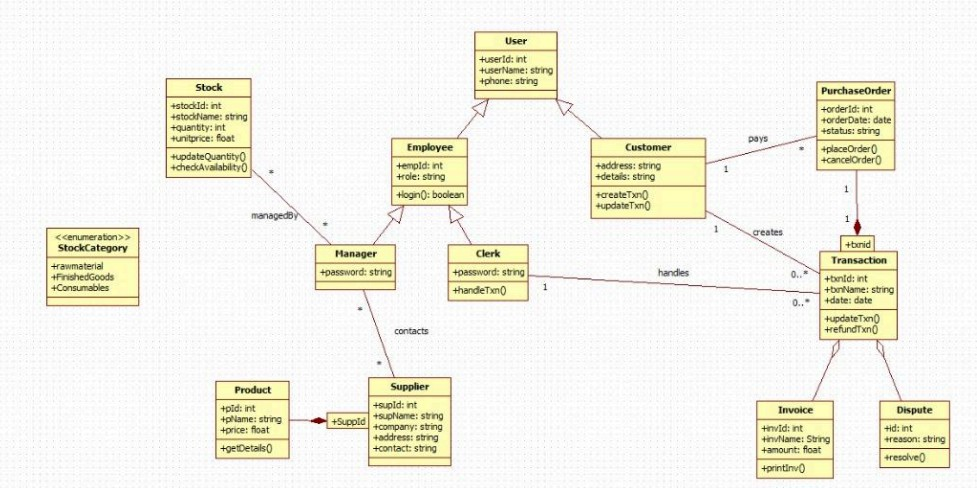 User
+userId: int
+userName: string
+phone: string
Stock
+stockId: int
+stockName: string
+quantity: int
+unitprice: float
+updateQuantity()
+checkAvailability()
PurchaseOrder
+orderId: int
+orderDate: date
+status: string
+placeOrder()
+cancelOrder()
Employee
+empId: int
+role: string
+login(): boolean
Customer
+address: string
+details: string
+createTxn()
+updateTxn()
pays
1
*
*
managedBy
*
1
1
1
creates
0..*
<<enumeration>>
StockCategory
+rawmaterial
+FinishedGoods
+Consumables
Manager
+password: string
Clerk
+password: string
+handleTxn()
1
handles
0..*
+txnid
Transaction
+txnId: int
+txnName: string
+date: date
+updateTxn()
+refundTxn()
*
contacts
*
Product
+pId: int
+pName: string
+price: float
+getDetails()
+SuppId
Supplier
+supId: int
+supName: string
+company: string
+address: string
+contact: string
Invoice
+invId: int
+invName: String
+amount: float
+printInv()
Dispute
+id: int
+reason: string
+resolve()